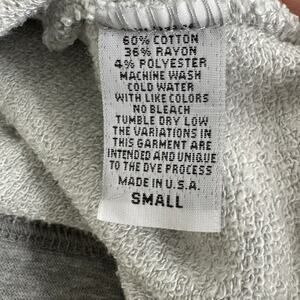 60% COTTON
36% RAYON
4% POLYESTER
MACHINE WASH
COLD WATER
WITH LIKE COLORS
NO BLEACH
TUMBLE DRY LOW
THE VARIATIONS IN
THIS GARMENT ARE
INTENDED AND UNIQUE
TO THE DYE PROCESS
MADE IN U.S.A.
SMALL